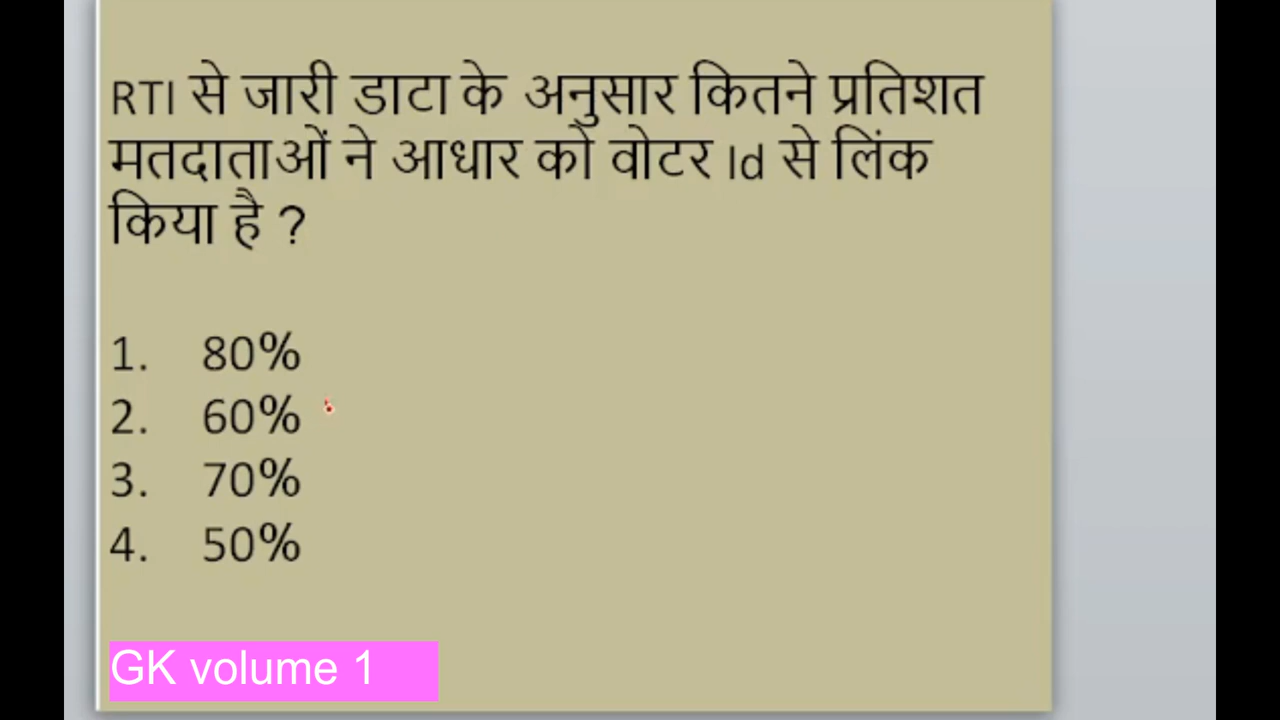 RTI से जारी डाटा के अनुसार कितने प्रतिशत
मतदाताओं ने आधार को वोटर Id से लिंक
किया है ?
1. 80%
2. 60%
3. 70%
4. 50%
GK volume 1